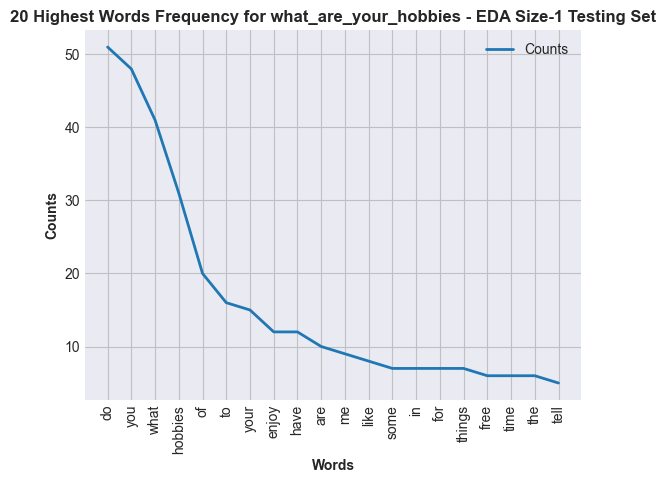 20 Highest Words Frequency for what_are_your_hobbies - EDA Size-1 Testing Set
Counts
50
40
30
20
10
Counts
do
you
what
hobbies
of
to
your
enjoy
have
are
me
like
some
in
for
things
free
time
the
tell
Words